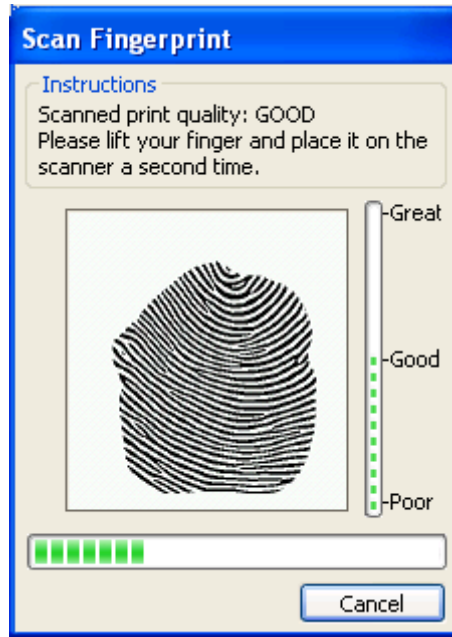 Scan Fingerprint
Instructions
Scanned print quality: GOOD
Please lift your finger and place it on the
scanner a second time.
Great
Good
Poor
Cancel